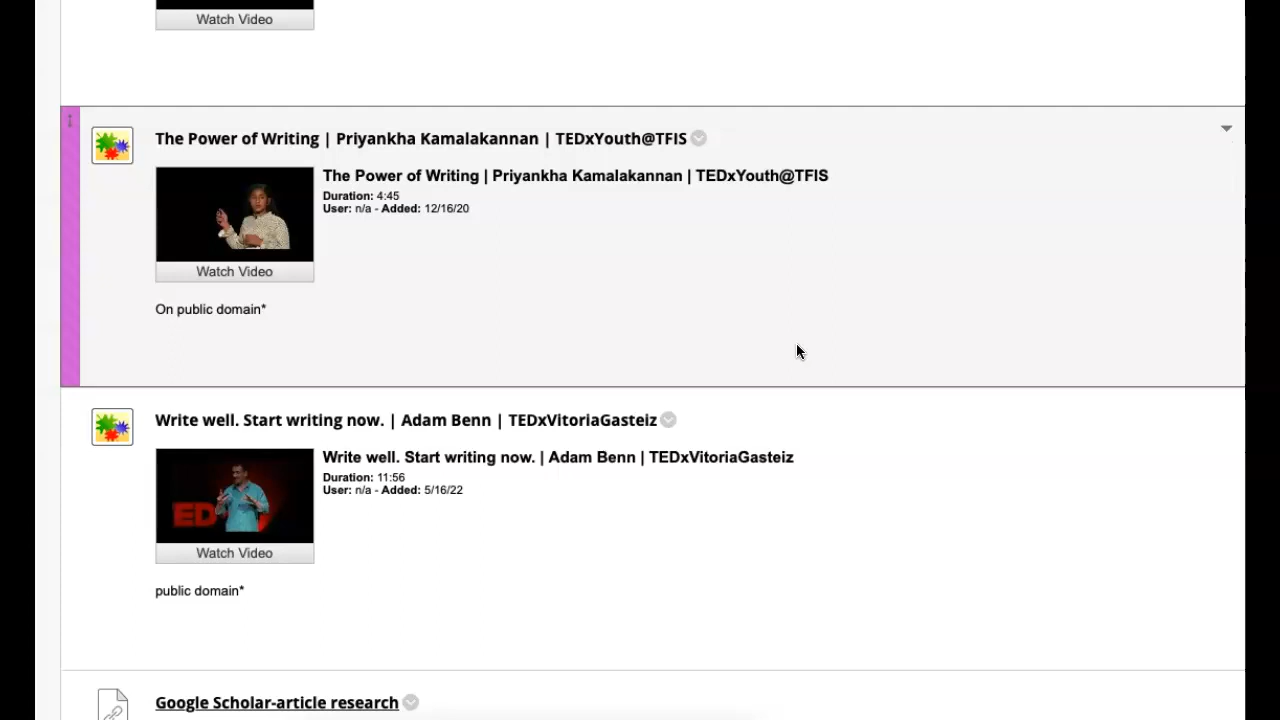 Watch Video
The Power of Writing | Priyankha Kamalakannan | TEDxYouth@TFIS
The Power of Writing | Priyankha Kamalakannan | TEDxYouth@TFIS
Duration: 4:45
User: n/a - Added: 12/16/20
Watch Video
On public domain*
Write well. Start writing now. | Adam Benn | TEDxVitoriaGasteiz
Write well. Start writing now. | Adam Benn | TEDxVitoriaGasteiz
Duration: 11:56
User: n/a - Added: 5/16/22
ED
Watch Video
public domain*
Google Scholar-article research